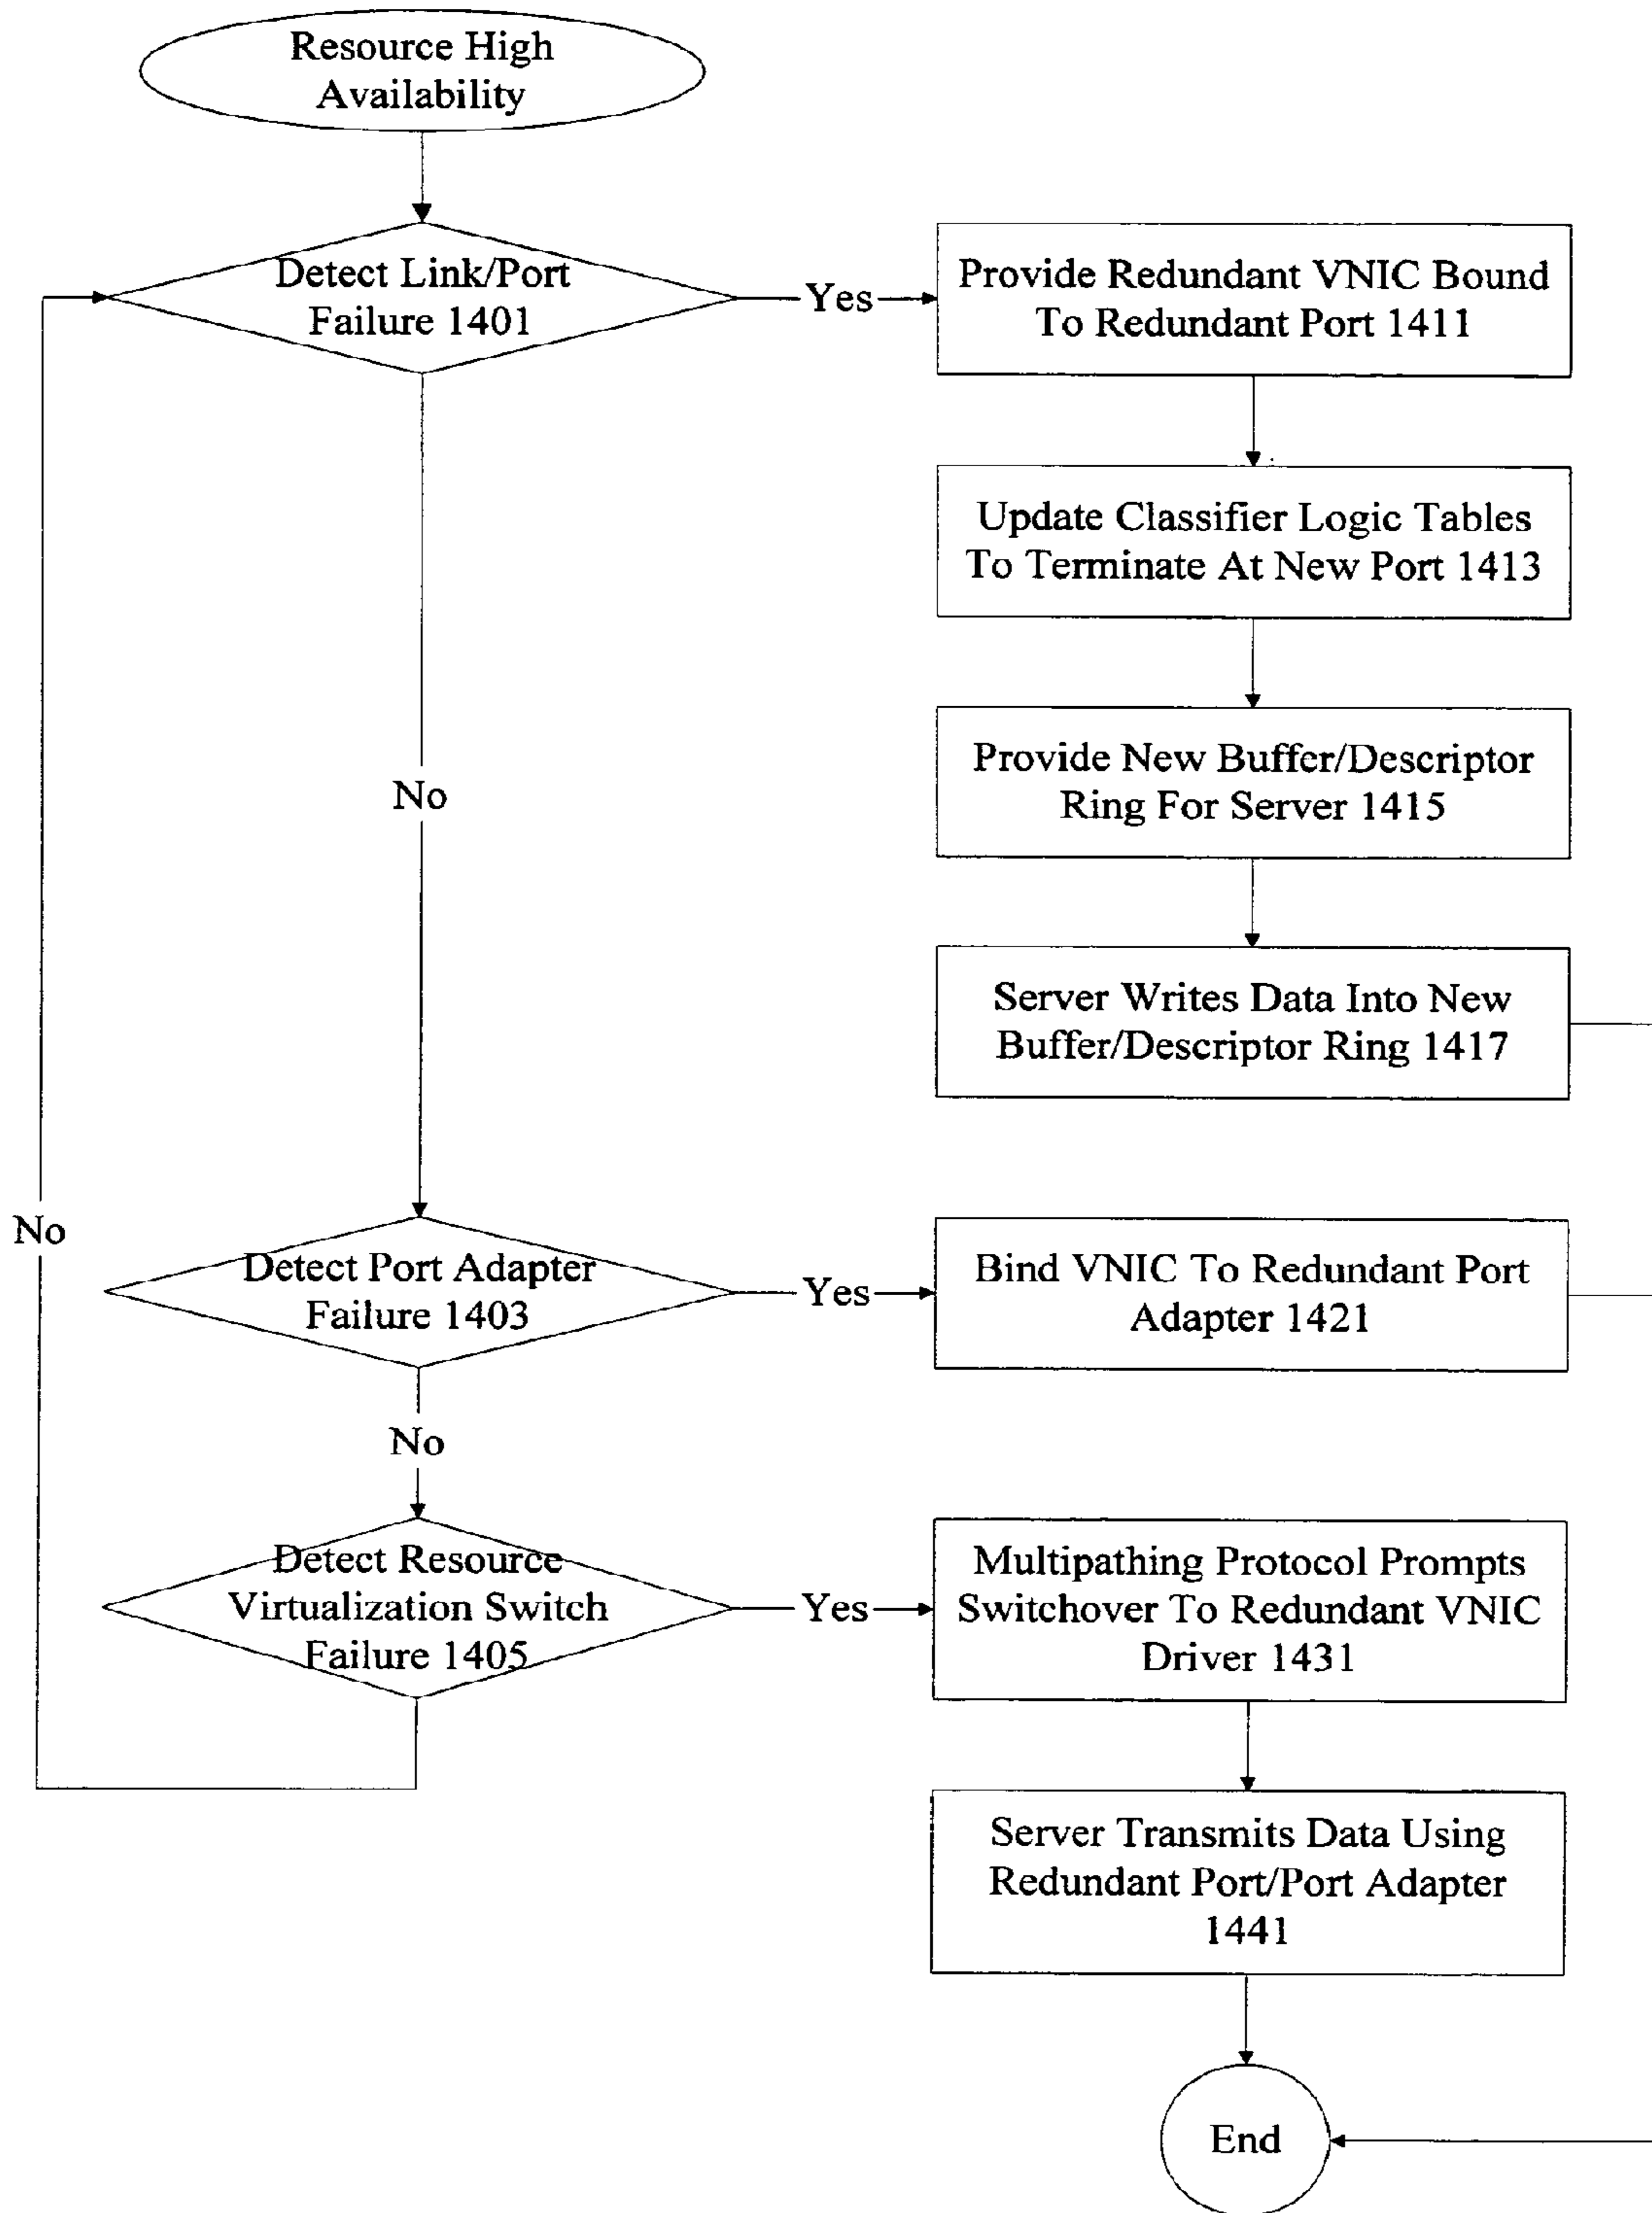 Resource High
Availability
Detect Link/Port
Failure 1401
Yes
Provide Redundant VNIC Bound
To Redundant Port 1411
Update Classifier Logic Tables
To Terminate At New Port 1413
No
Provide New Buffer/Descriptor
Ring For Server 1415
Server Writes Data Into New
Buffer/Descriptor Ring 1417
No
Detect Port Adapter
Failure 1403
Yes
Bind VNIC To Redundant Port
Adapter 1421
No
Detect Resource
Virtualization Switch
Failure 1405
Yes
Multipathing Protocol Prompts
Switchover To Redundant VNIC
Driver 1431
Server Transmits Data Using
Redundant Port/Port Adapter
1441
End